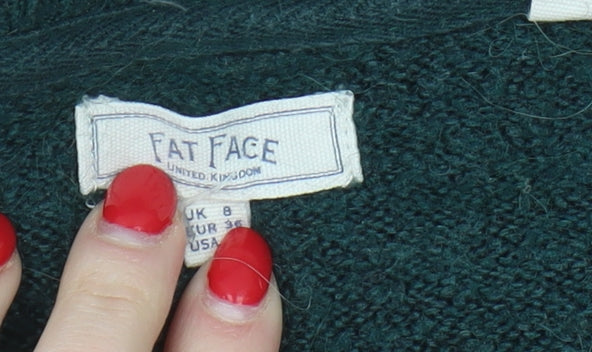 FAT FACE
UNITED KINGDOM
UK 8
EUR 36
USA